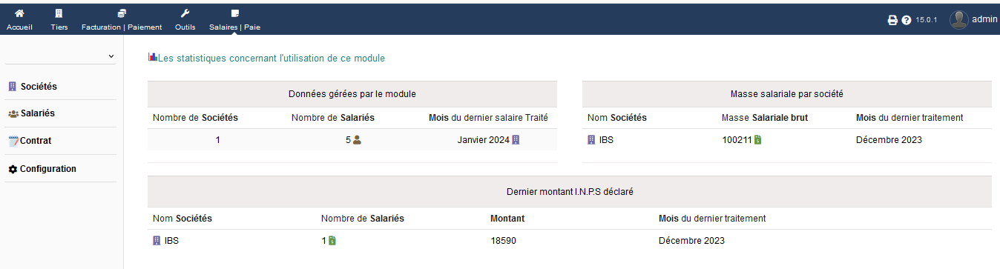 Accueil Tiers Facturation | Paiement Outils Salaires | Paie 15.0.1 admin
Les statistiques concernant l'utilisation de ce module
Sociétés
Salariés
Contrat
Configuration
Données gérées par le module
Nombre de Sociétés Nombre de Salariés Mois du dernier salaire Traité
1 5 Janvier 2024
Masse salariale par société
Nom Sociétés Masse Salariale brut Mois du dernier traitement
IBS 100211 Décembre 2023
Dernier montant I.N.P.S déclaré
Nom Sociétés Nombre de Salariés Montant Mois du dernier traitement
IBS 1 18590 Décembre 2023